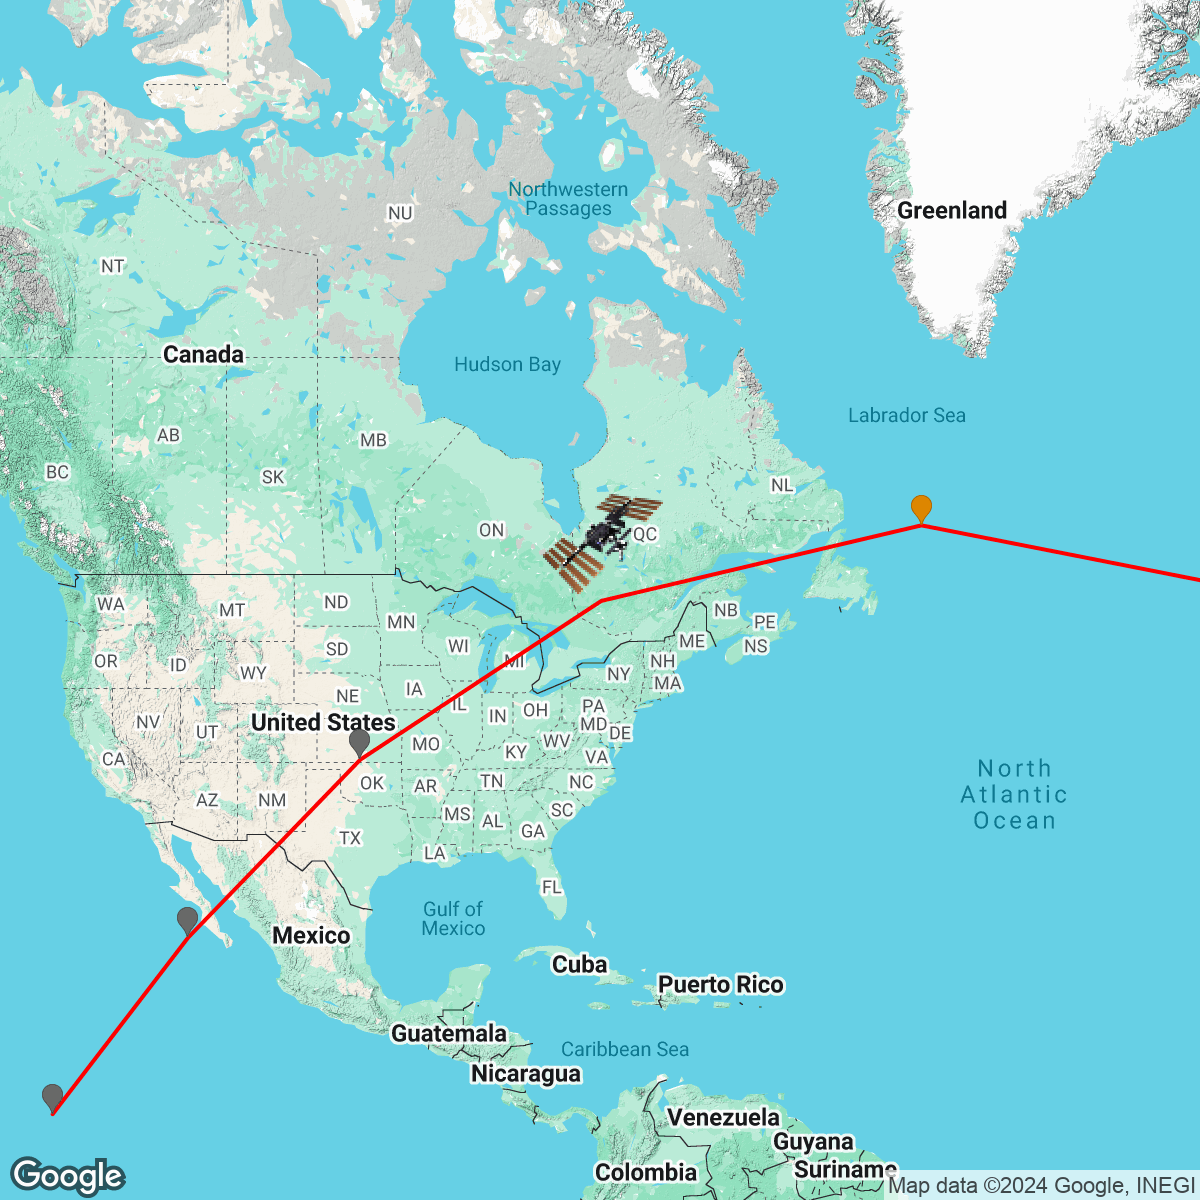 Northwestern
Passages
Greenland
NU
NT
Canada
Hudson Bay
Labrador Sea
AB
MB
BC
SK
NL
ON
QC
WA
MT
ND
MN
NB
PE
OR
ID
SD
WI
MI
ME
NS
WY
NH
NY
MA
NE
IA
IL
United States
NV
UT
IN
OH
PA
MD
DE
CA
MO
KY
WV
VA
AZ
NM
OK
AR
TN
NC
TX
MS
AL
SC
GA
LA
FL
North
Atlantic
Ocean
Gulf of
Mexico
Mexico
Cuba
Puerto Rico
Guatemala
Caribbean Sea
Nicaragua
Venezuela
Guyana
Colombia
Suriname
Google
Map data ©2024 Google, INEGI